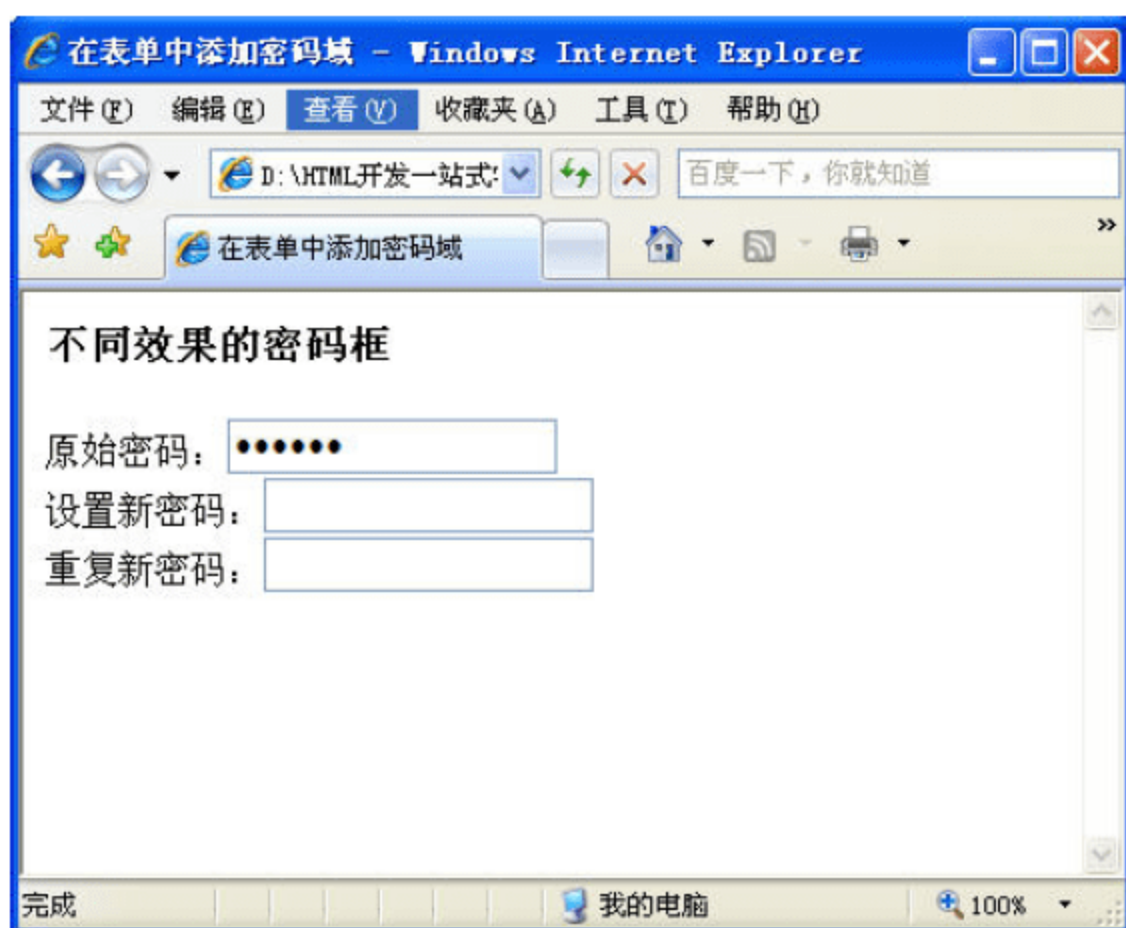 在表单中添加密码域 - Windows Internet Explorer
文件(F) 编辑(E) 查看(V) 收藏夹(A) 工具(T) 帮助(H)
D:\HTML开发一站式 百度一下，你就知道
在表单中添加密码域
不同效果的密码框
原始密码：••••••
设置新密码：
重复新密码：
完成 我的电脑 100%